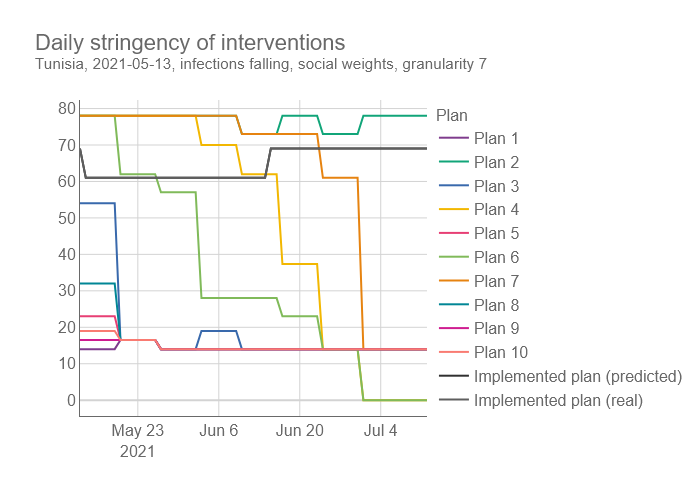 Daily stringency of interventions
Tunisia, 2021-05-13, infections falling, social weights, granularity 7
80
70
60
50
40
30
20
10
0
May 23
2021
Jun 6
Jun 20
Jul 4
Plan
Plan 1
Plan 2
Plan 3
Plan 4
Plan 5
Plan 6
Plan 7
Plan 8
Plan 9
Plan 10
Implemented plan (predicted)
Implemented plan (real)